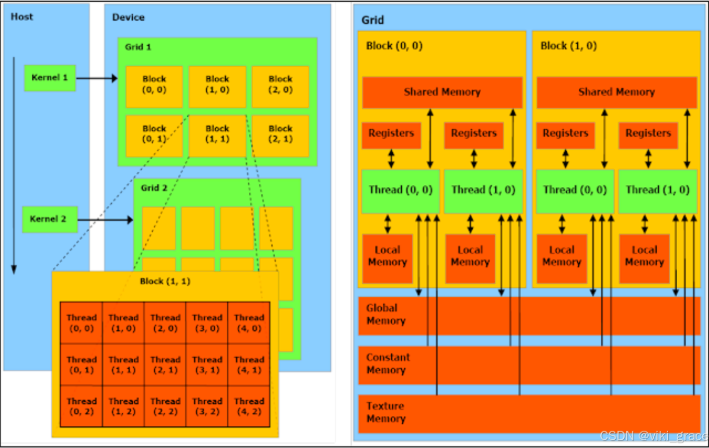 Host
Device
Grid 1
Kernel 1
Block
(0, 0)
Block
(1, 0)
Block
(2, 0)
Block
(0, 1)
Block
(1, 1)
Block
(2, 1)
Grid 2
Kernel 2
Block (1, 1)
Thread
(0, 0)
Thread
(1, 0)
Thread
(2, 0)
Thread
(3, 0)
Thread
(4, 0)
Thread
(0, 1)
Thread
(1, 1)
Thread
(2, 1)
Thread
(3, 1)
Thread
(4, 1)
Thread
(0, 2)
Thread
(1, 2)
Thread
(2, 2)
Thread
(3, 2)
Thread
(4, 2)
Grid
Block (0, 0)
Shared Memory
Registers
Registers
Thread (0, 0)
Thread (1, 0)
Local
Memory
Local
Memory
Block (1, 0)
Shared Memory
Registers
Registers
Thread (0, 0)
Thread (1, 0)
Local
Memory
Local
Memory
Global
Memory
Constant
Memory
Texture
Memory
CSDN @viki_grace